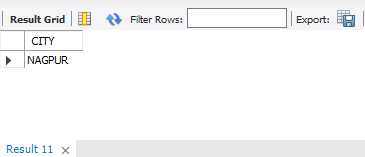 Result Grid Filter Rows: Export:
CITY
NAGPUR
Result 11 ×